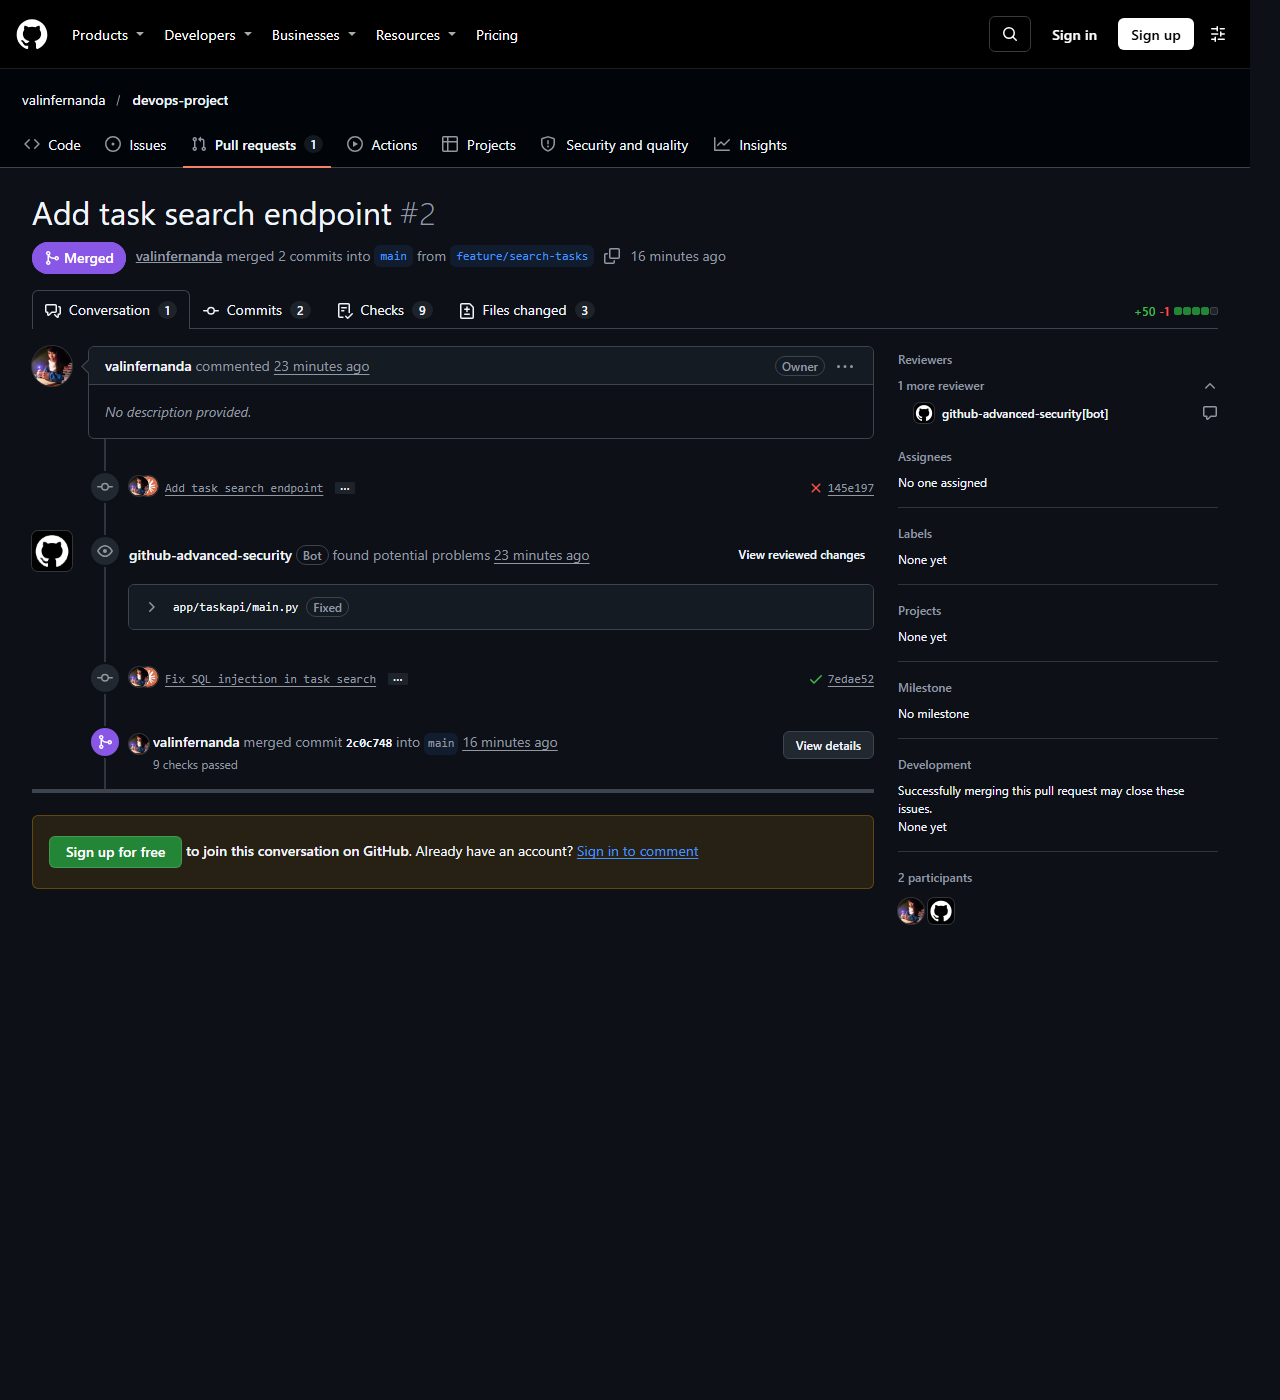 Products Developers Businesses Resources Pricing Sign in Sign up
valinfernanda / devops-project
Code Issues Pull requests 1 Actions Projects Security and quality Insights
Add task search endpoint #2
Merged valinfernanda merged 2 commits into main from feature/search-tasks 16 minutes ago
Conversation 1 Commits 2 Checks 9 Files changed 3 +50 -1
valinfernanda commented 23 minutes ago Owner ...
No description provided.
Add task search endpoint ... 145e197
github-advanced-security Bot found potential problems 23 minutes ago View reviewed changes
app/taskapi/main.py Fixed
Fix SQL injection in task search ... 7edae52
valinfernanda merged commit 2c0c748 into main 16 minutes ago View details
9 checks passed
Sign up for free to join this conversation on GitHub. Already have an account? Sign in to comment
Reviewers
1 more reviewer
github-advanced-security[bot]
Assignees
No one assigned
Labels
None yet
Projects
None yet
Milestone
No milestone
Development
Successfully merging this pull request may close these
issues.
None yet
2 participants